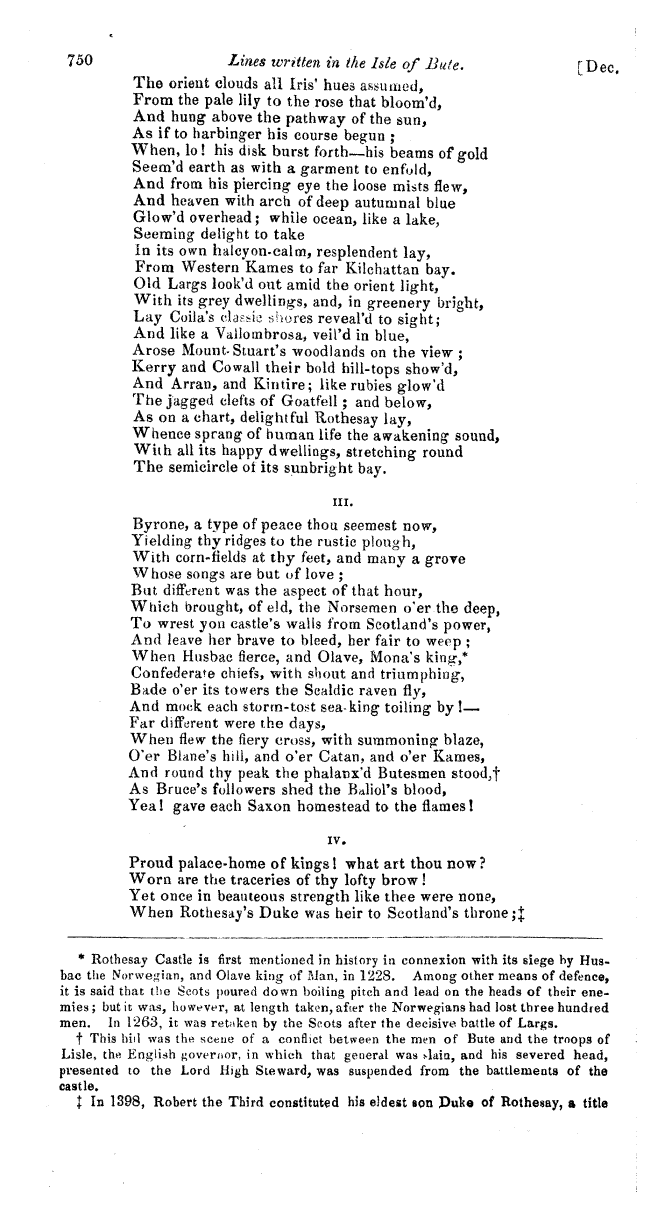 750 Lines written in the Isle of Bute. [Dec.
The orient clouds all Iris' hues assumed,
From the pale lily to the rose that bloom'd,
And hung above the pathway of the sun,
As if to harbinger his course begun ;
When, lo! his disk burst forth—his beams of gold
Seem'd earth as with a garment to enfold,
And from his piercing eye the loose mists flew,
And heaven with arch of deep autumnal blue
Glow'd overhead ; while ocean, like a lake,
Seeming delight to take
In its own halcyon-calm, resplendent lay,
From Western Kames to far Kilchattan bay.
Old Largs look'd out amid the orient light,
With its grey dwellings, and, in greenery bright,
Lay Coila's classic shores reveal'd to sight ;
And like a Vallombrosa, veil'd in blue,
Arose Mount-Stuart's woodlands on the view ;
Kerry and Cowall their bold hill-tops show'd,
And Arran, and Kintire ; like rubies glow'd
The jagged clefts of Goatfell ; and below,
As on a chart, delightful Rothesay lay,
Whence sprang of human life the awakening sound,
With all its happy dwellings, stretching round
The semicircle of its sunbright bay.
III.
Byrone, a type of peace thou seemest now,
Yielding thy ridges to the rustic plough,
With corn-fields at thy feet, and many a grove
Whose songs are but of love ;
But different was the aspect of that hour,
Which brought, of eld, the Norsemen o'er the deep,
To wrest yon castle's walls from Scotland's power,
And leave her brave to bleed, her fair to weep ;
When Husbac fierce, and Olave, Mona's king,*
Confederate chiefs, with shout and triumphing,
Bade o'er its towers the Scaldic raven fly,
And mock each storm-tost sea-king toiling by !—
Far different were the days,
When flew the fiery cross, with summoning blaze,
O'er Blane's hill, and o'er Catan, and o'er Kames,
And round thy peak the phalanx'd Butesmen stood,†
As Bruce's followers shed the Baliol's blood,
Yea! gave each Saxon homestead to the flames!
IV.
Proud palace-home of kings! what art thou now?
Worn are the traceries of thy lofty brow!
Yet once in beauteous strength like thee were none,
When Rothesay's Duke was heir to Scotland's throne ;‡
* Rothesay Castle is first mentioned in history in connexion with its siege by Hus-
bac the Norwegian, and Olave king of Man, in 1228. Among other means of defence,
it is said that the Scots poured down boiling pitch and lead on the heads of their ene-
mies ; but it was, however, at length taken, after the Norwegians had lost three hundred
men. In 1263, it was retaken by the Scots after the decisive battle of Largs.
† This hill was the scene of a conflict between the men of Bute and the troops of
Lisle, the English governor, in which that general was slain, and his severed head,
presented to the Lord High Steward, was suspended from the battlements of the
castle.
‡ In 1398, Robert the Third constituted his eldest son Duke of Rothesay, a title